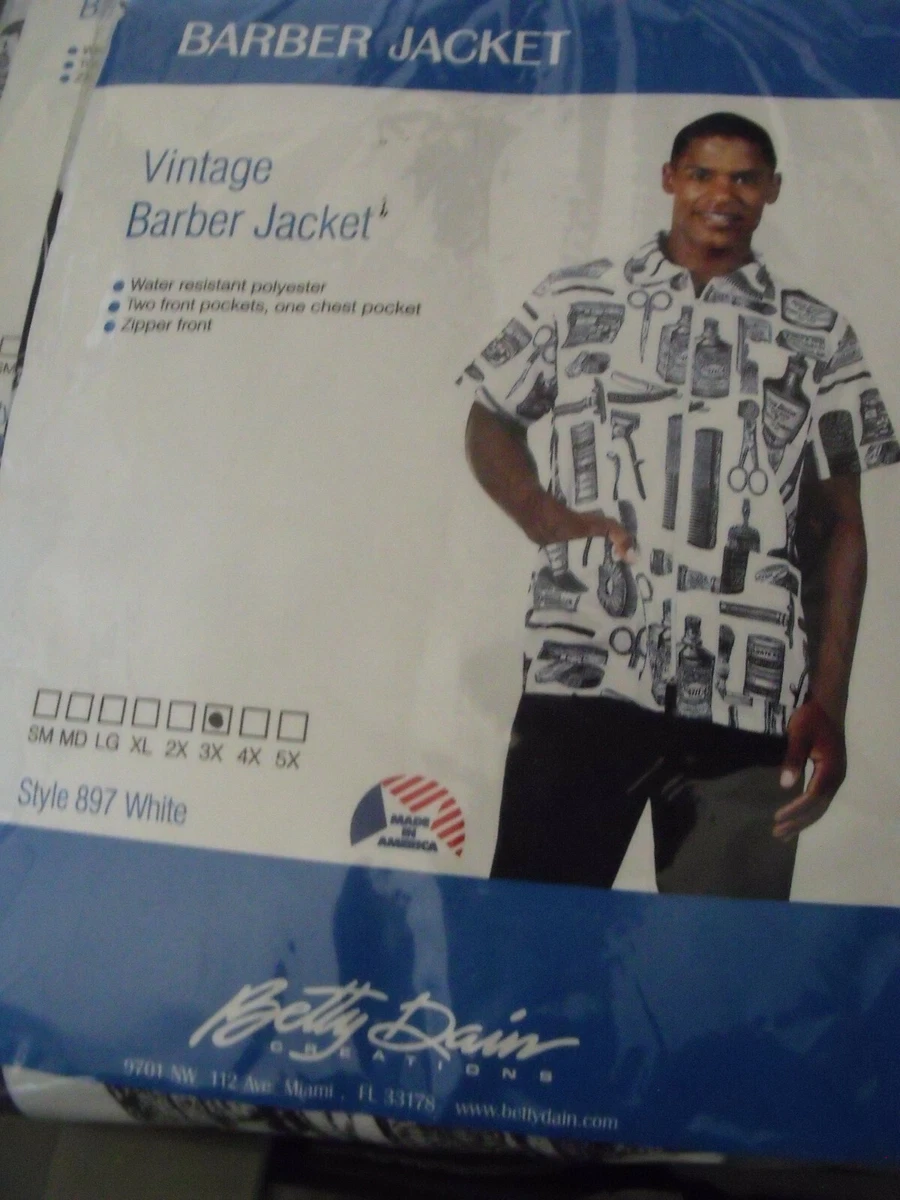 BARBER JACKET
Vintage
Barber Jacket
Water resistant polyester
Two front pockets, one chest pocket
Zipper front
SM MD LG XL 2X 3X 4X 5X
Style 897 White
MADE
IN
AMERICA
Betty Dain
CREATIONS
9701 NW 112 Ave Miami , FL 33178 www.bettydain.com